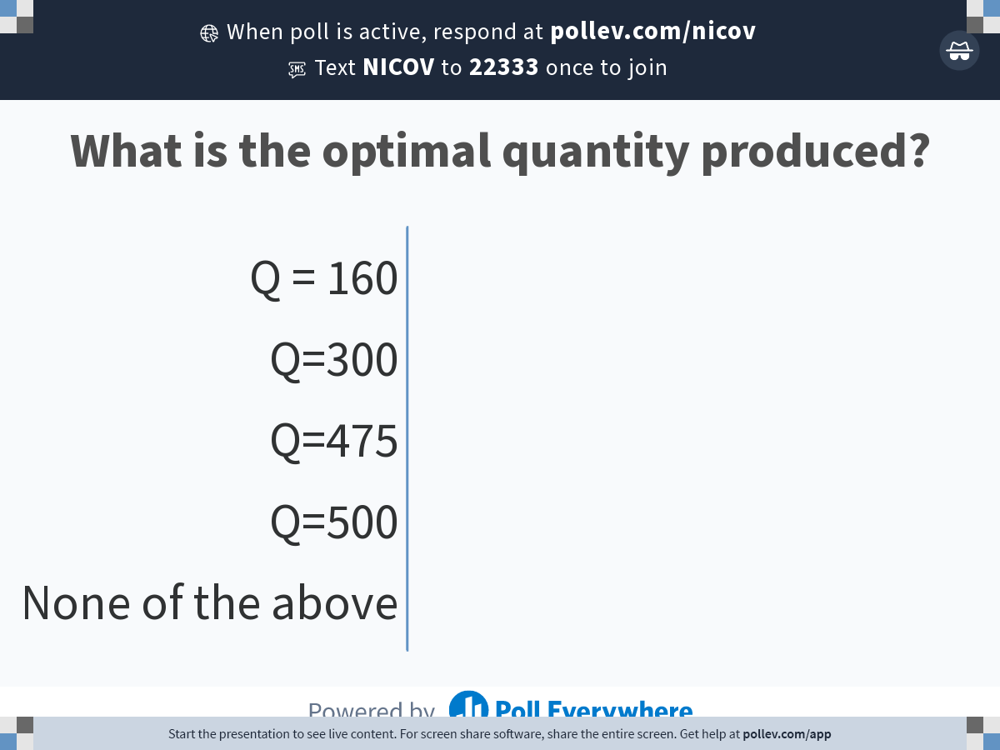 When poll is active, respond at pollev.com/nicov
SMS Text NICOV to 22333 once to join
What is the optimal quantity produced?
Q = 160
Q=300
Q=475
Q=500
None of the above
Powered by Poll Everywhere
Start the presentation to see live content. For screen share software, share the entire screen. Get help at pollev.com/app